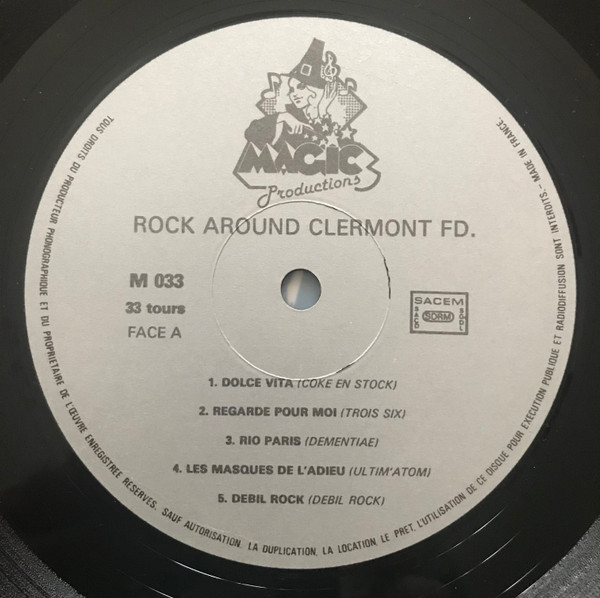 MAGIC
Productions
ROCK AROUND CLERMONT FD.
M 033
33 tours
FACE A
SACEM
SACD
SDRM
SGDL
1. DOLCE VITA (COKE EN STOCK)
2. REGARDE POUR MOI (TROIS SIX)
3. RIO PARIS (DEMENTIAE)
4. LES MASQUES DE L'ADIEU (ULTIM'ATOM)
5. DEBIL ROCK (DEBIL ROCK)
TOUS DROITS DU PRODUCTEUR PHONOGRAPHIQUE ET DU PROPRIETAIRE DE L'ŒUVRE ENREGISTREE RESERVES. SAUF AUTORISATION, LA DUPLICATION, LA LOCATION, LE PRET, L'UTILISATION DE CE DISQUE POUR EXECUTION PUBLIQUE ET RADIODIFFUSION SONT INTERDITS. - MADE IN FRANCE.